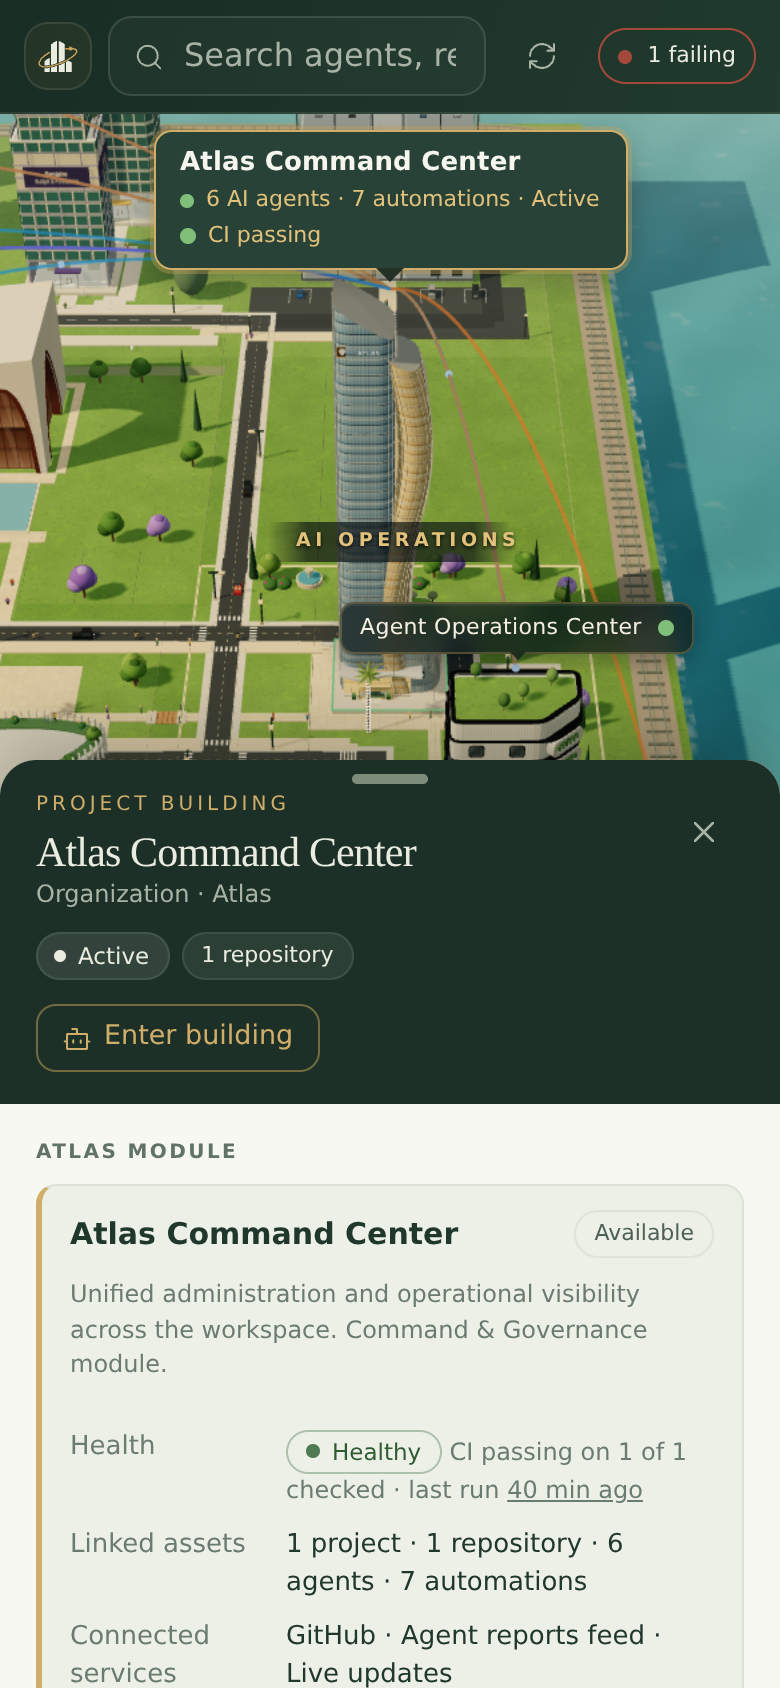 Search agents, re
1 failing
Atlas Command Center
6 AI agents · 7 automations · Active
CI passing
ATLAS
AI OPERATIONS
Agent Operations Center
PROJECT BUILDING
Atlas Command Center
Organization · Atlas
Active
1 repository
Enter building
ATLAS MODULE
Atlas Command Center
Available
Unified administration and operational visibility
across the workspace. Command & Governance
module.
Health
Healthy CI passing on 1 of 1
checked · last run 40 min ago
Linked assets
1 project · 1 repository · 6
agents · 7 automations
Connected
services
GitHub · Agent reports feed ·
Live updates